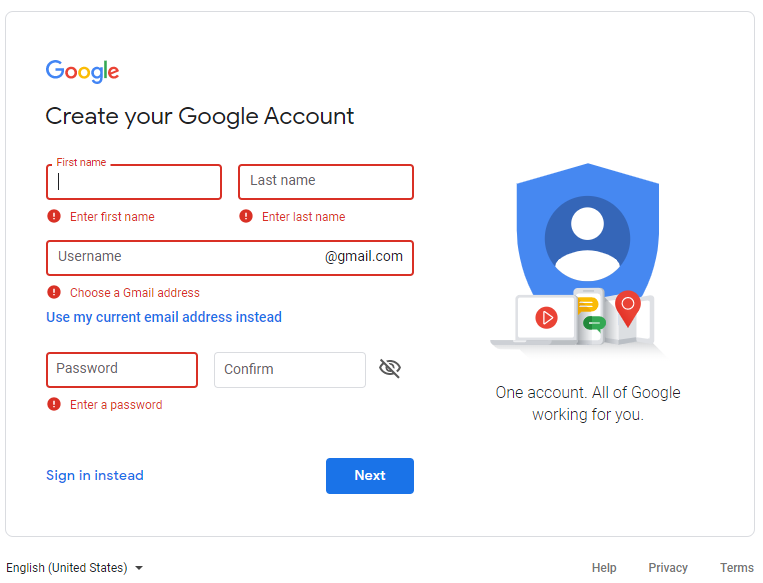 Google
Create your Google Account
First name
Last name
Enter first name
Enter last name
Username @gmail.com
Choose a Gmail address
Use my current email address instead
Password
Confirm
Enter a password
One account. All of Google
working for you.
Sign in instead
Next
English (United States)
Help
Privacy
Terms